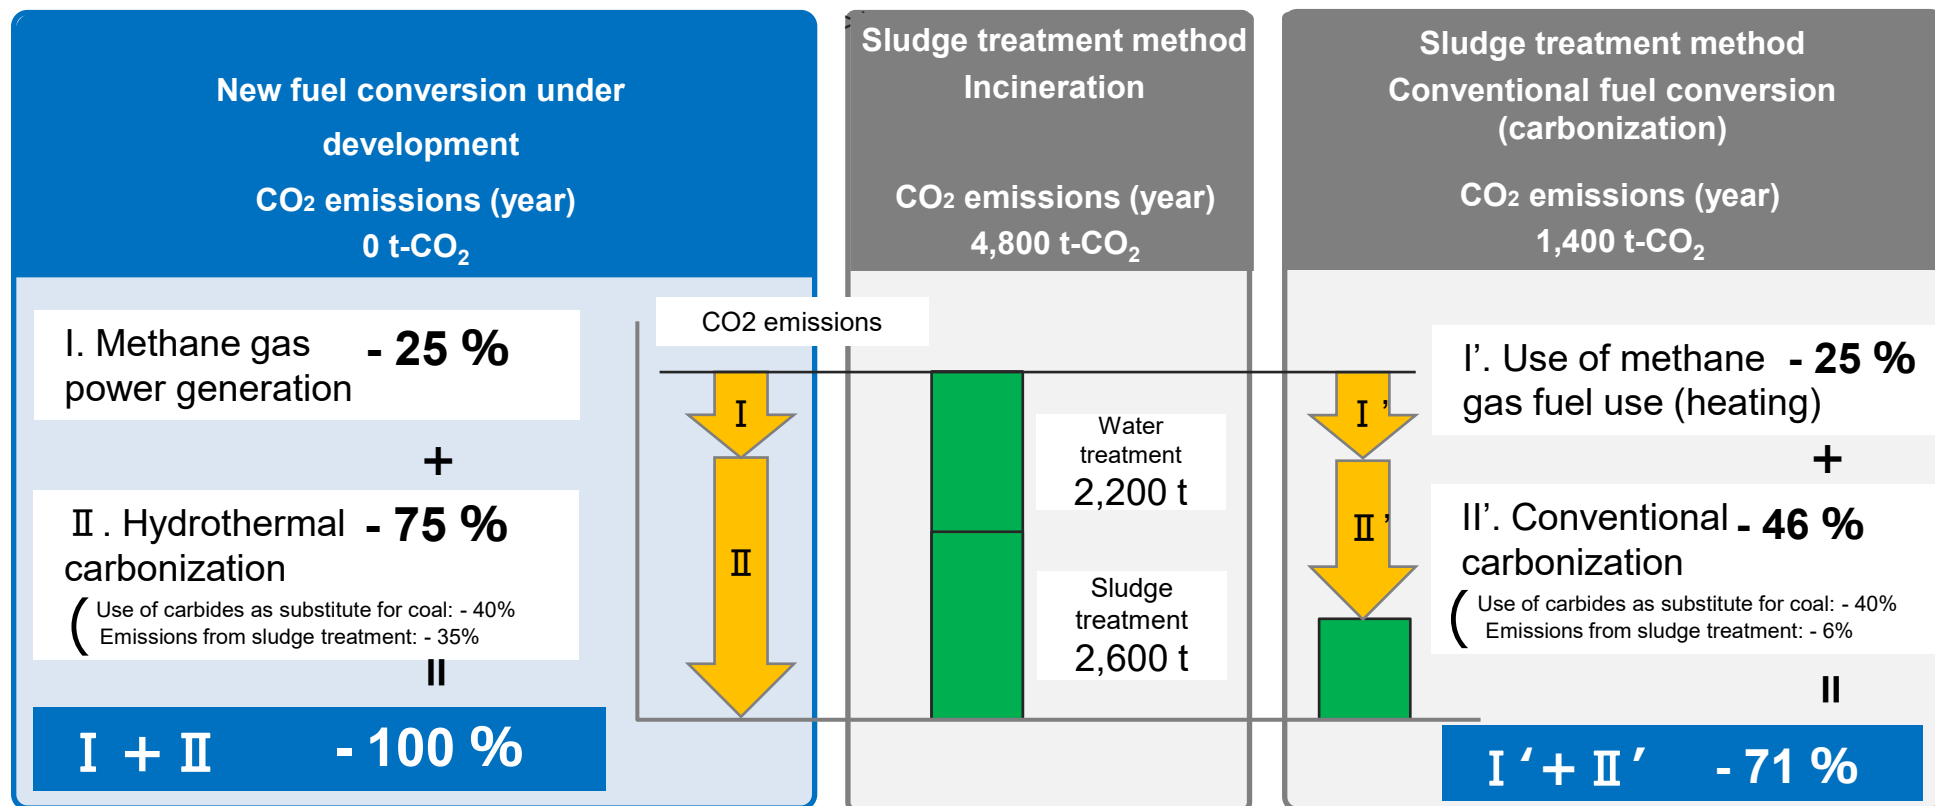 New fuel conversion under
development
CO2 emissions (year)
0 t-CO2
I. Methane gas
power generation
- 25 %
+
Ⅱ. Hydrothermal
carbonization
- 75 %
(Use of carbides as substitute for coal: - 40%
Emissions from sludge treatment: - 35%
=
Ⅰ + Ⅱ - 100 %
CO2 emissions
Ⅰ
Ⅱ
Sludge treatment method
Incineration
CO2 emissions (year)
4,800 t-CO2
Water
treatment
2,200 t
Sludge
treatment
2,600 t
Sludge treatment method
Conventional fuel conversion
(carbonization)
CO2 emissions (year)
1,400 t-CO2
Ⅰ’
Ⅱ’
I’. Use of methane
gas fuel use (heating)
- 25 %
+
II’. Conventional
carbonization
- 46 %
(Use of carbides as substitute for coal: - 40%
Emissions from sludge treatment: - 6%
=
Ⅰ ′ + Ⅱ ′ - 71 %